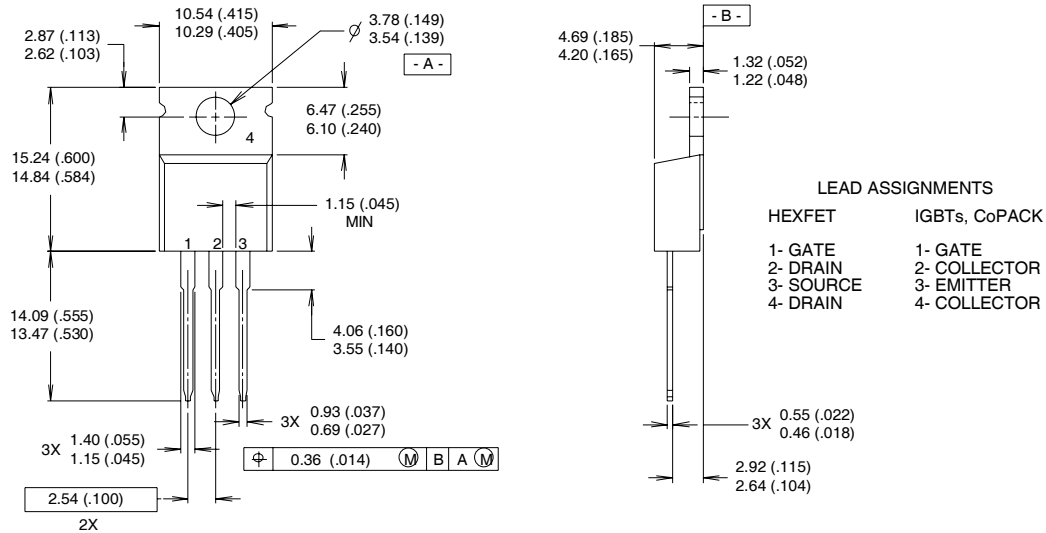 10.54 (.415)
10.29 (.405)
2.87 (.113)
2.62 (.103)
⌀ 3.78 (.149)
3.54 (.139)
- A -
6.47 (.255)
6.10 (.240)
4
15.24 (.600)
14.84 (.584)
1.15 (.045)
MIN
1 2 3
14.09 (.555)
13.47 (.530)
4.06 (.160)
3.55 (.140)
3X 0.93 (.037)
0.69 (.027)
3X 1.40 (.055)
1.15 (.045)
⌖ 0.36 (.014) Ⓜ B A Ⓜ
2.54 (.100)
2X
- B -
4.69 (.185)
4.20 (.165)
1.32 (.052)
1.22 (.048)
3X 0.55 (.022)
0.46 (.018)
2.92 (.115)
2.64 (.104)
LEAD ASSIGNMENTS
HEXFET
1- GATE
2- DRAIN
3- SOURCE
4- DRAIN
IGBTs, CoPACK
1- GATE
2- COLLECTOR
3- EMITTER
4- COLLECTOR